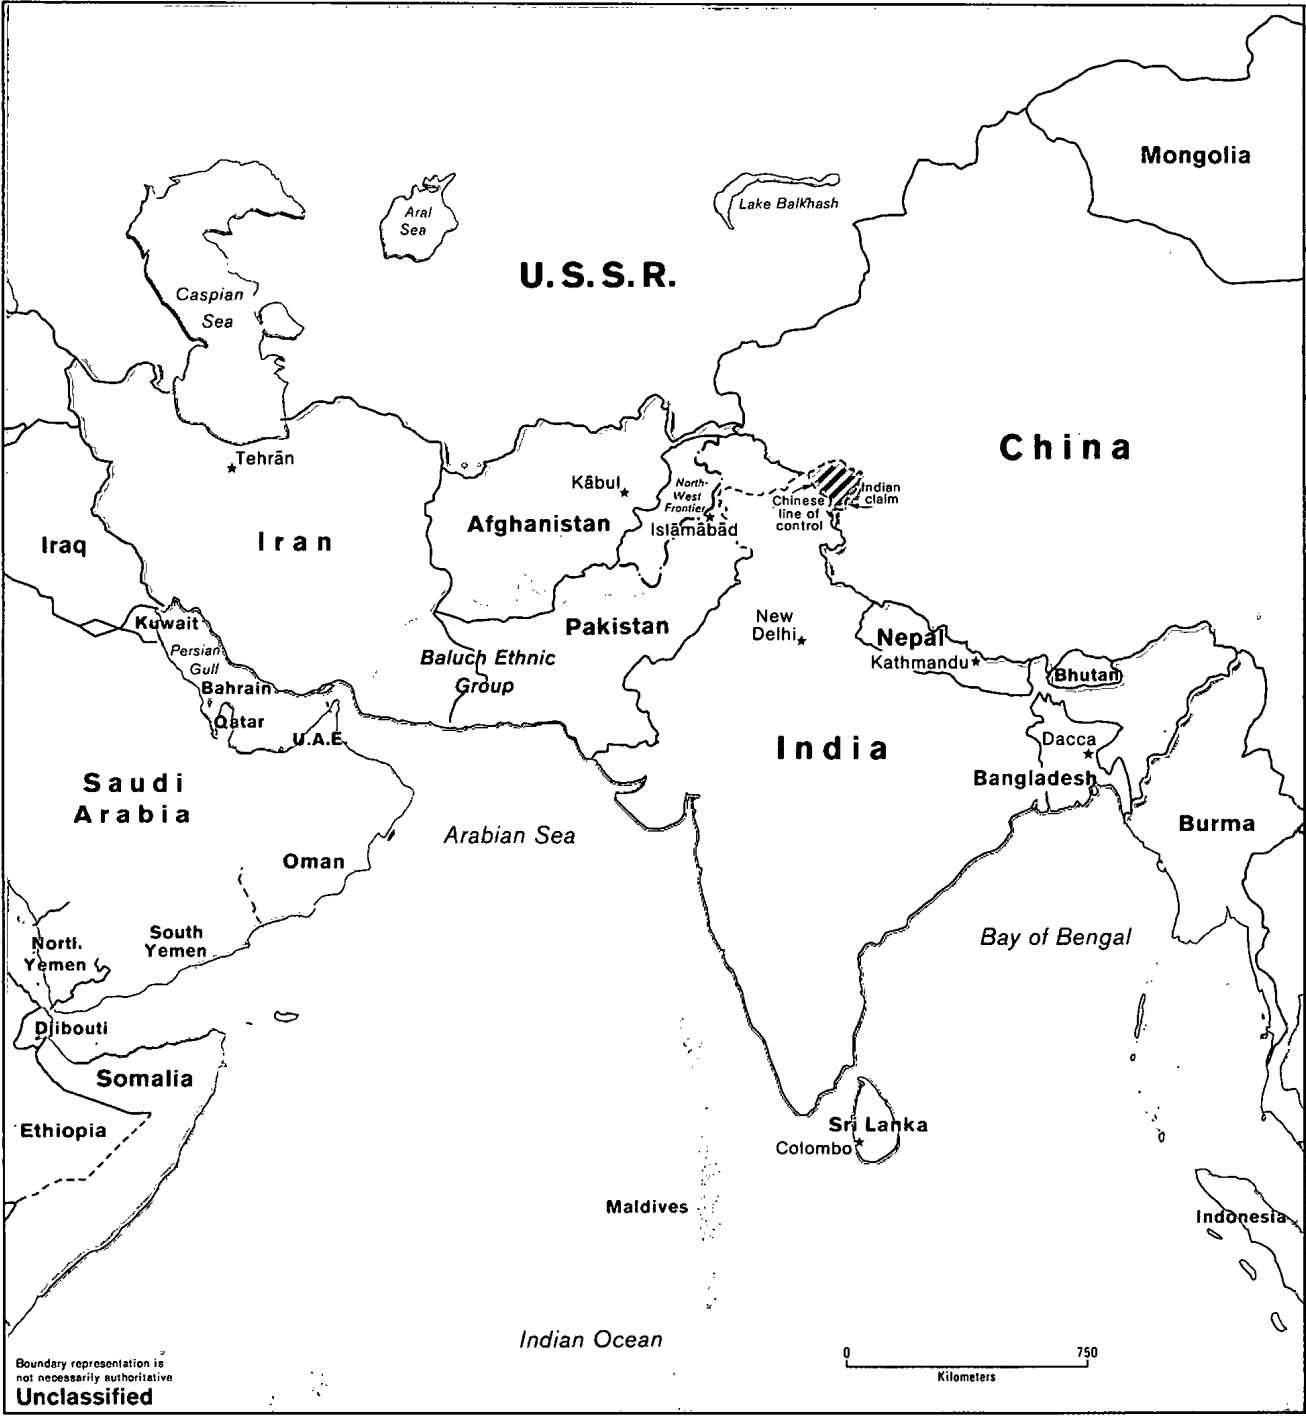 Mongolia
Aral
Sea
Lake Balkhash
U.S.S.R.
Caspian
Sea
China
Tehrān
Kābul
North-
West
Frontier
Indian
claim
Chinese
line of
control
Afghanistan
Islāmābād
Iraq
Iran
Kuwait
Persian
Gulf
Pakistan
New
Delhi
Nepal
Kathmandu
Bhutan
Baluch Ethnic
Group
Bahrain
Qatar
U.A.E.
Dacca
India
Bangladesh
Saudi
Arabia
Burma
Arabian Sea
Oman
South
Yemen
North
Yemen
Bay of Bengal
Djibouti
Somalia
Ethiopia
Sri Lanka
Colombo
Maldives
Indonesia
Indian Ocean
0 750
Kilometers
Boundary representation is
not necessarily authoritative
Unclassified